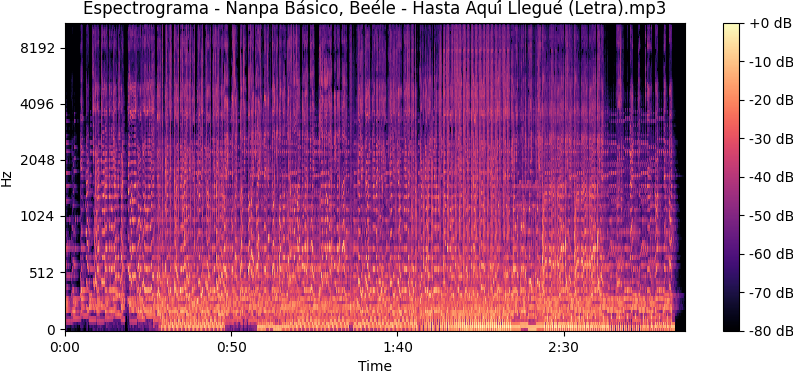 Espectrograma - Nanpa Básico, Beéle - Hasta Aquí Llegué (Letra).mp3
+0 dB
8192
-10 dB
4096
-20 dB
-30 dB
2048
-40 dB
Hz
1024
-50 dB
512
-60 dB
-70 dB
0
-80 dB
0:00
0:50
1:40
2:30
Time